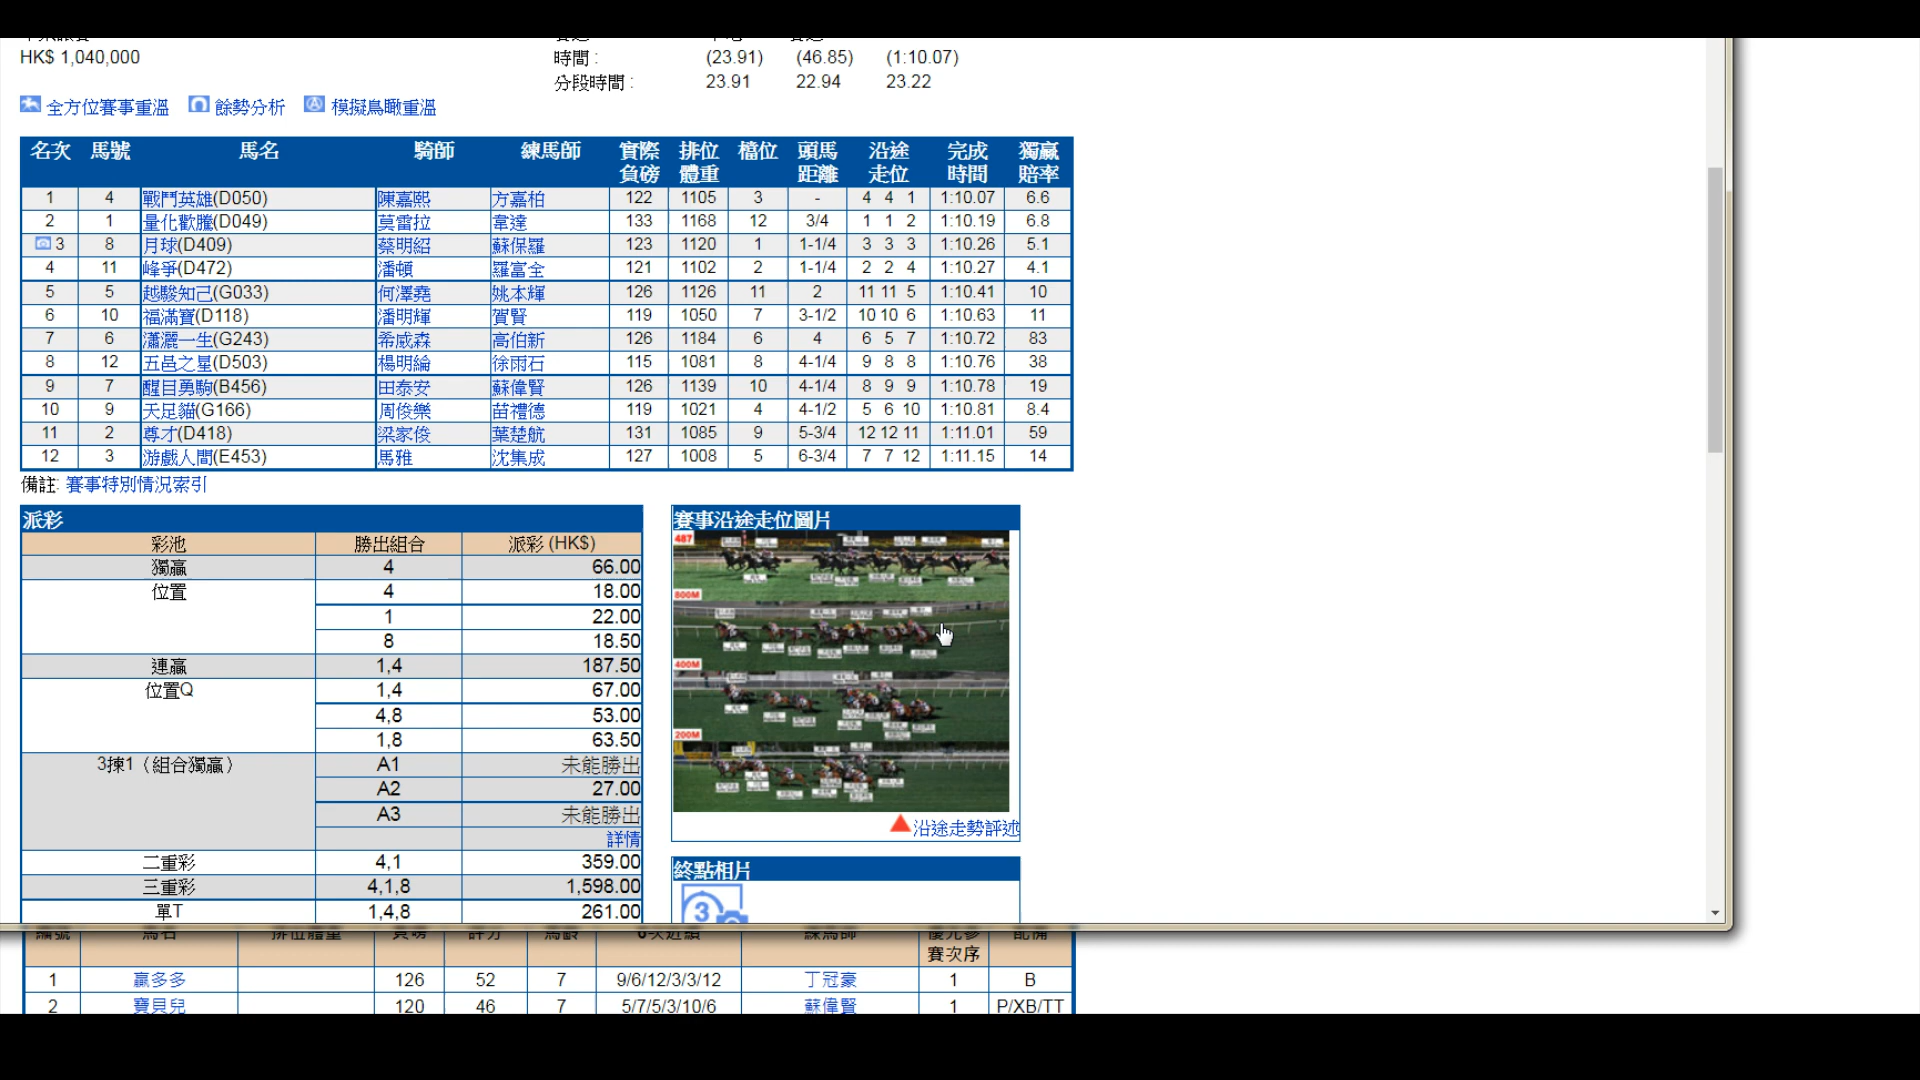 HK$ 1,040,000
時間 : (23.91) (46.85) (1:10.07)
分段時間 : 23.91 22.94 23.22
全方位賽事重溫 餘勢分析 模擬鳥瞰重溫
名次 馬號 馬名 騎師 練馬師 實際負磅 排位體重 檔位 頭馬距離 沿途走位 完成時間 獨贏賠率
1 4 戰鬥英雄(D050) 陳嘉熙 方嘉柏 122 1105 3 - 4 4 1 1:10.07 6.6
2 1 量化歡騰(D049) 莫雷拉 韋達 133 1168 12 3/4 1 1 2 1:10.19 6.8
3 8 月球(D409) 蔡明紹 蘇保羅 123 1120 1 1-1/4 3 3 3 1:10.26 5.1
4 11 峰爭(D472) 潘頓 羅富全 121 1102 2 1-1/4 2 2 4 1:10.27 4.1
5 5 越駿知己(G033) 何澤堯 姚本輝 126 1126 11 2 11 11 5 1:10.41 10
6 10 福滿寶(D118) 潘明輝 賀賢 119 1050 7 3-1/2 10 10 6 1:10.63 11
7 6 瀟灑一生(G243) 希威森 高伯新 126 1184 6 4 6 5 7 1:10.72 83
8 12 五邑之星(D503) 楊明綸 徐雨石 115 1081 8 4-1/4 9 8 8 1:10.76 38
9 7 醒目勇駒(B456) 田泰安 蘇偉賢 126 1139 10 4-1/4 8 9 9 1:10.78 19
10 9 天足貓(G166) 周俊樂 苗禮德 119 1021 4 4-1/2 5 6 10 1:10.81 8.4
11 2 尊才(D418) 梁家俊 葉楚航 131 1085 9 5-3/4 12 12 11 1:11.01 59
12 3 游戲人間(E453) 馬雅 沈集成 127 1008 5 6-3/4 7 7 12 1:11.15 14
備註: 賽事特別情況索引
派彩
彩池 勝出組合 派彩 (HK$)
獨贏 4 66.00
位置 4 18.00
1 22.00
8 18.50
連贏 1,4 187.50
位置Q 1,4 67.00
4,8 53.00
1,8 63.50
3揀1（組合獨贏） A1 未能勝出
A2 27.00
A3 未能勝出
詳情
二重彩 4,1 359.00
三重彩 4,1,8 1,598.00
單T 1,4,8 261.00
賽事沿途走位圖片
487
800M
400M
200M
沿途走勢評述
終點相片
3
編號 馬名 排位體重 負磅 評分 馬齡 6次近績 練馬師 優先參賽次序 配備
1 贏多多 126 52 7 9/6/12/3/3/12 丁冠豪 1 B
2 寶貝兒 120 46 7 5/7/5/3/10/6 蘇偉賢 1 P/XB/TT